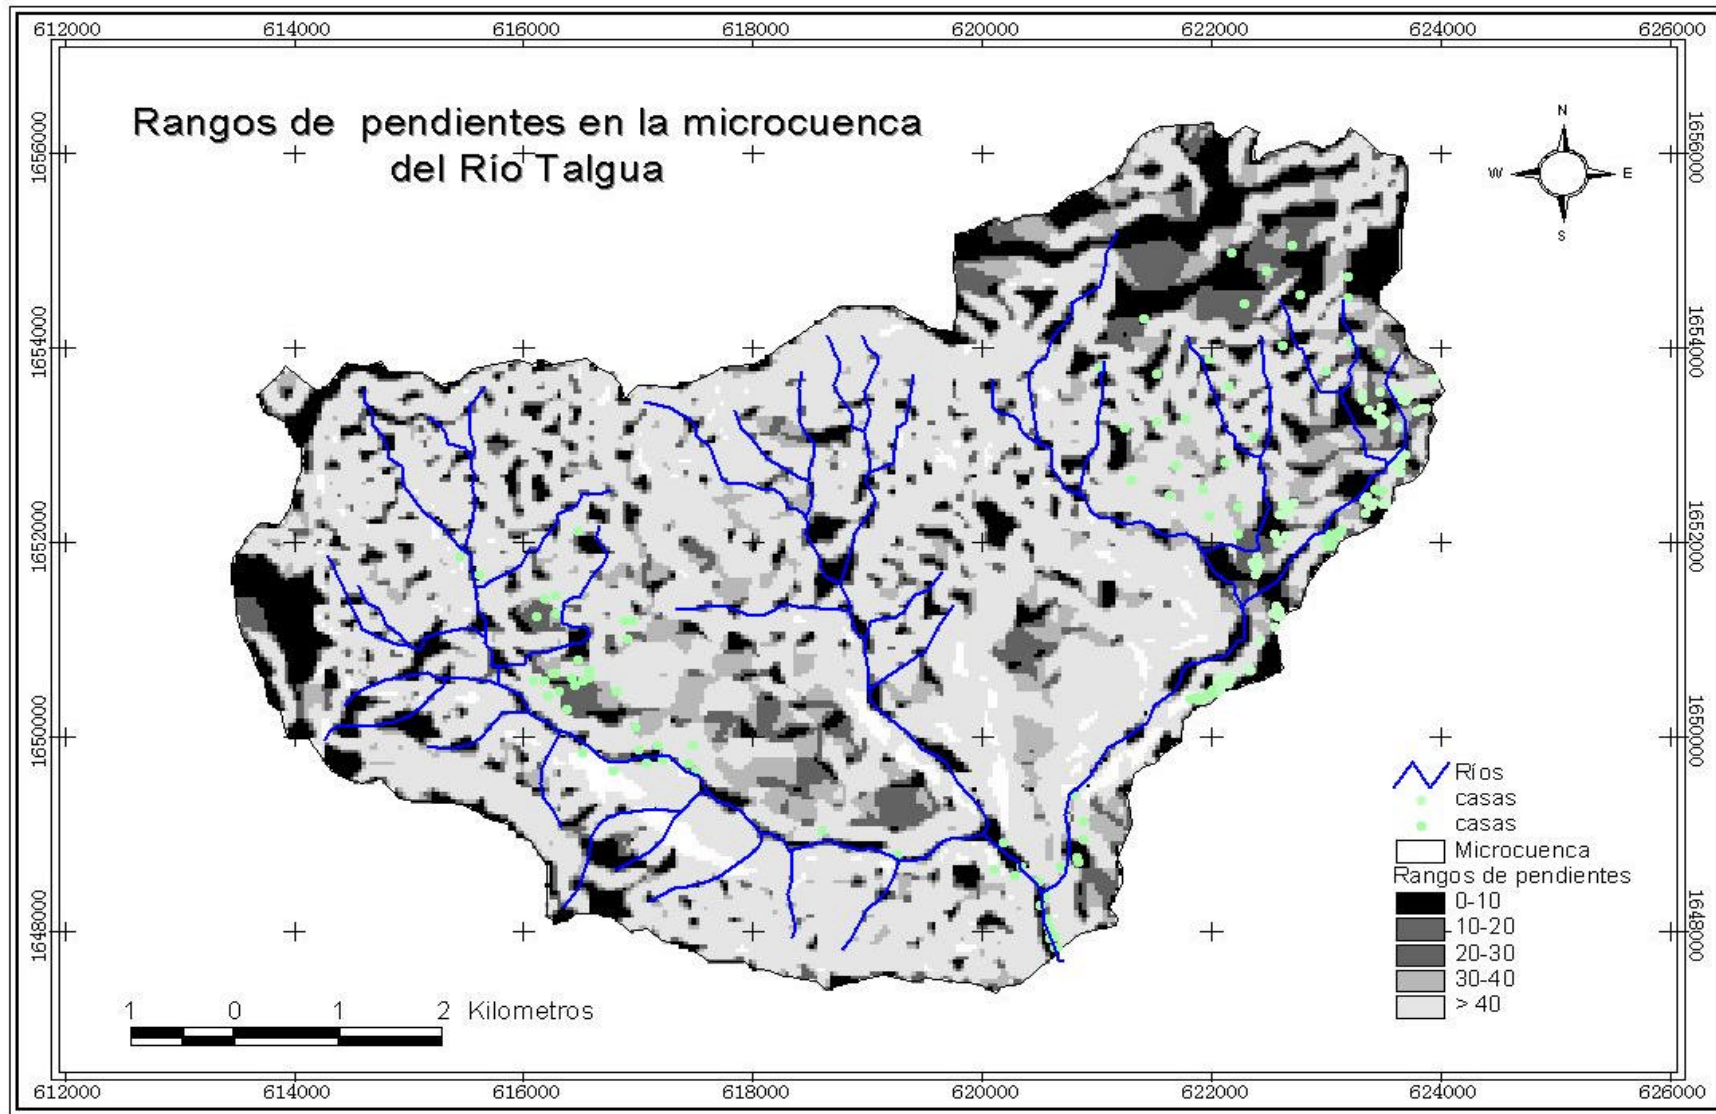 612000 614000 616000 618000 620000 622000 624000 626000
Rangos de pendientes en la microcuenca
del Río Talgua
N
W E
S
1656000 1656000
1654000 1654000
1652000 1652000
1650000 1650000
1648000 1648000
Ríos
casas
casas
Microcuenca
Rangos de pendientes
0-10
10-20
20-30
30-40
> 40
1 0 1 2 Kilometros
612000 614000 616000 618000 620000 622000 624000 626000